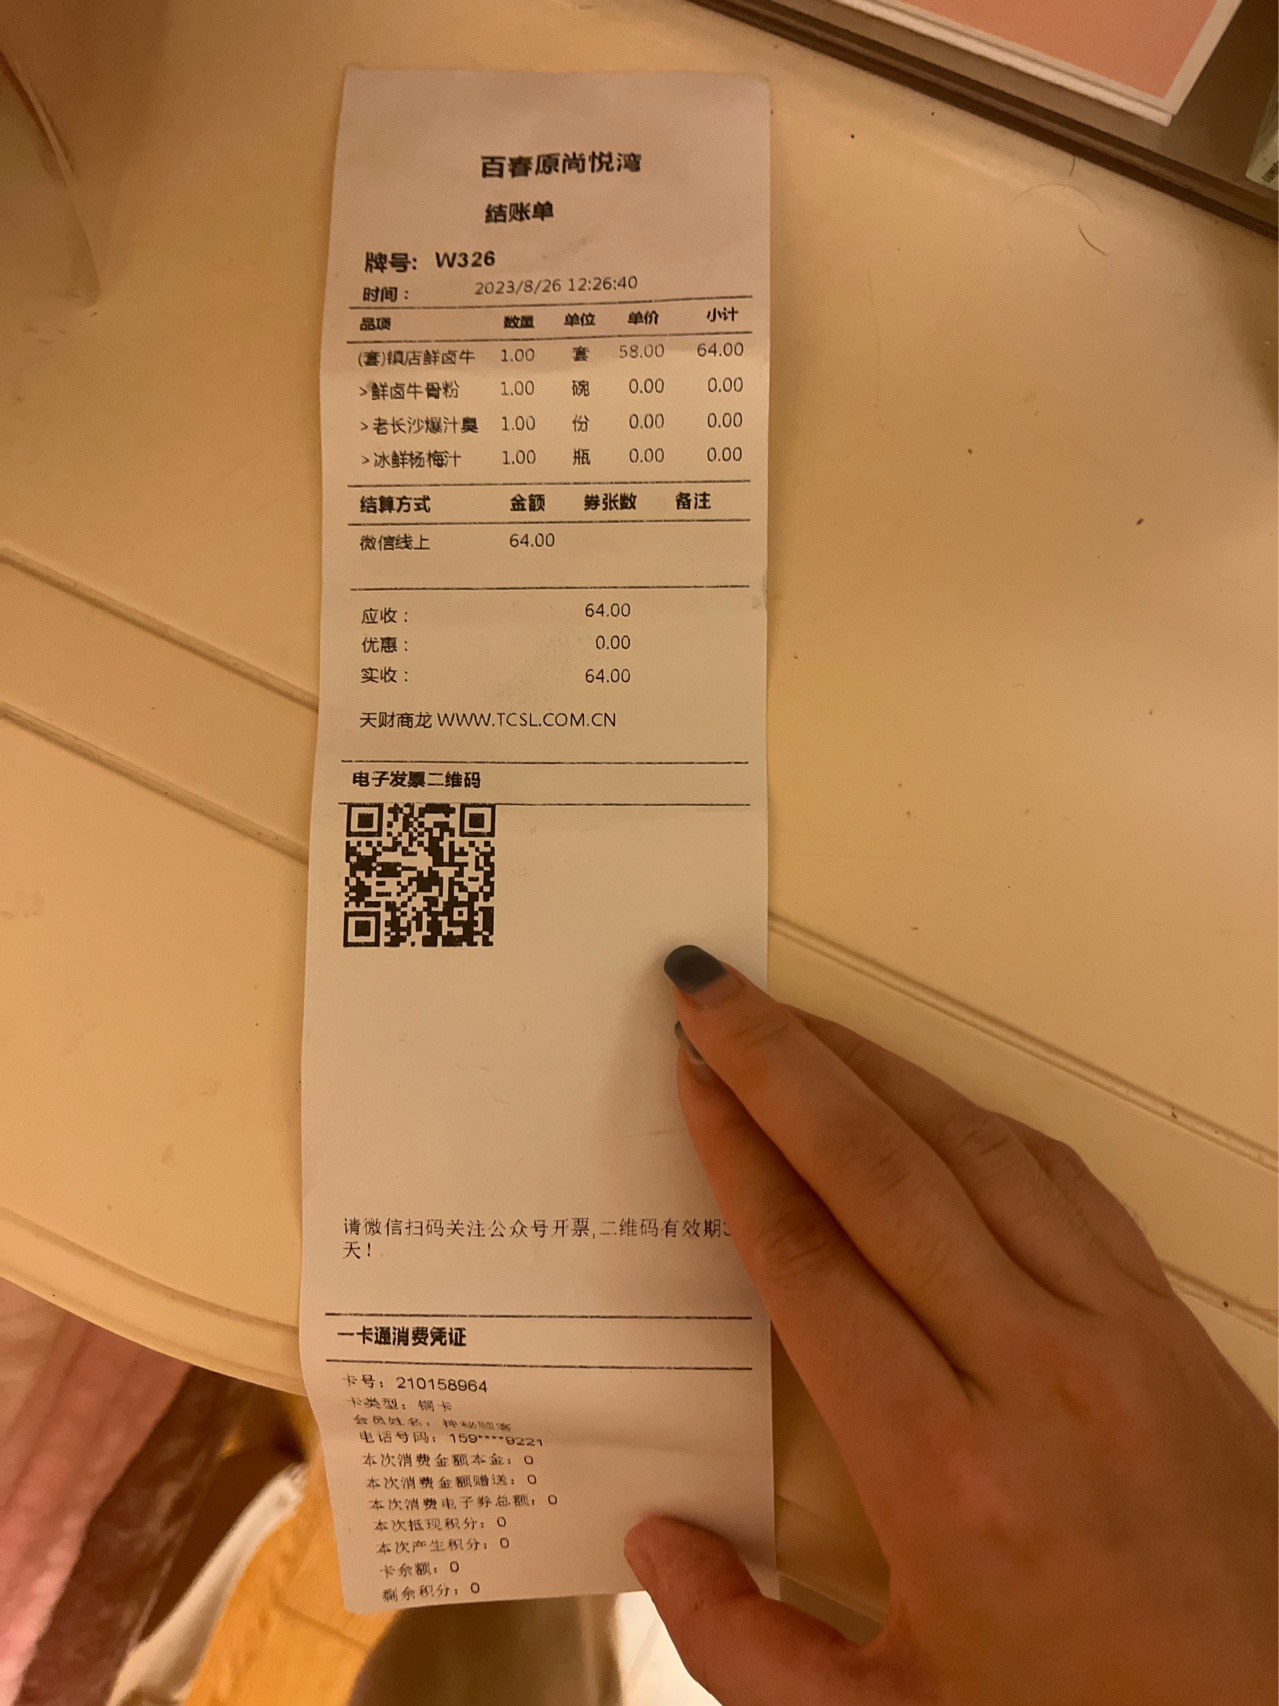 百春原尚悦湾
结账单
牌号: W326
时间: 2023/8/26 12:26:40
品项 数量 单位 单价 小计
(套)镇店鲜卤牛 1.00 套 58.00 64.00
>鲜卤牛骨粉 1.00 碗 0.00 0.00
>老长沙爆汁臭 1.00 份 0.00 0.00
>冰鲜杨梅汁 1.00 瓶 0.00 0.00
结算方式 金额 券张数 备注
微信线上 64.00
应收: 64.00
优惠: 0.00
实收: 64.00
天财商龙 WWW.TCSL.COM.CN
电子发票二维码
请微信扫码关注公众号开票,二维码有效期
天!
一卡通消费凭证
卡号: 210158964
卡类型: 铜卡
会员姓名: 神秘顾客
电话号码: 159****9221
本次消费金额本金: 0
本次消费金额赠送: 0
本次消费电子券总额: 0
本次抵现积分: 0
本次产生积分: 0
卡余额: 0
剩余积分: 0